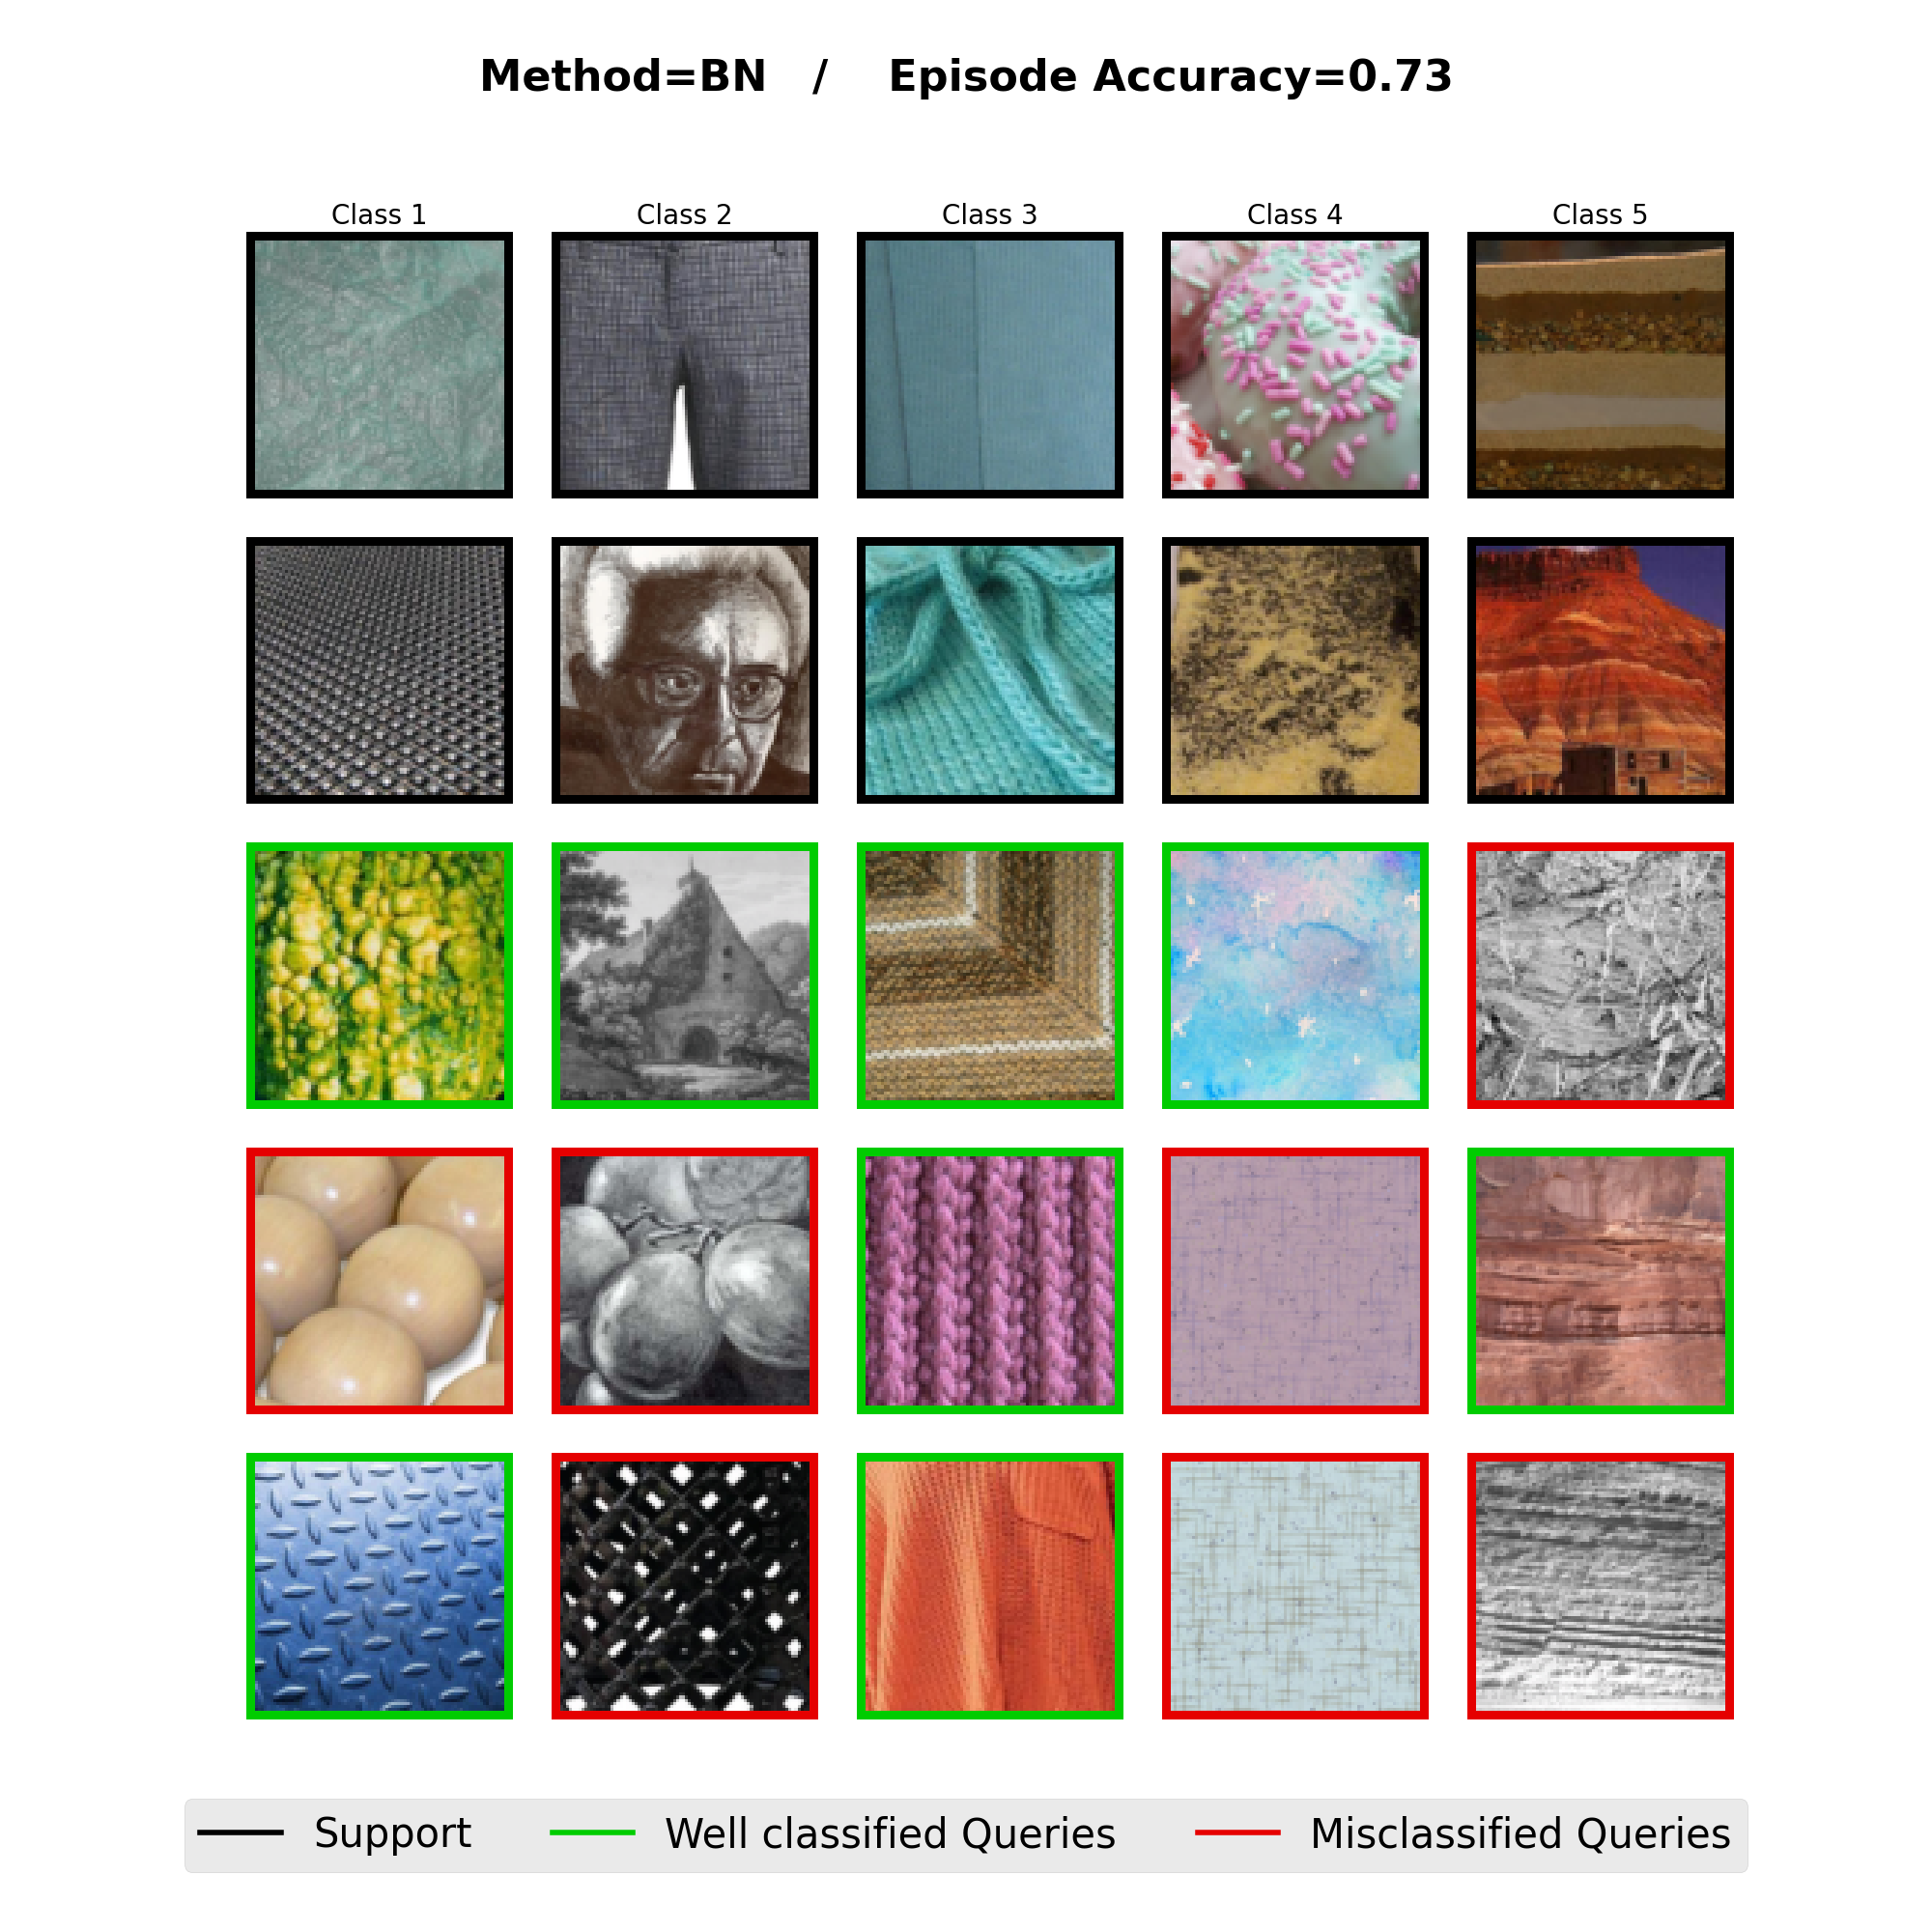 Method=BN / Episode Accuracy=0.73
Class 1 Class 2 Class 3 Class 4 Class 5
Support Well classified Queries Misclassified Queries